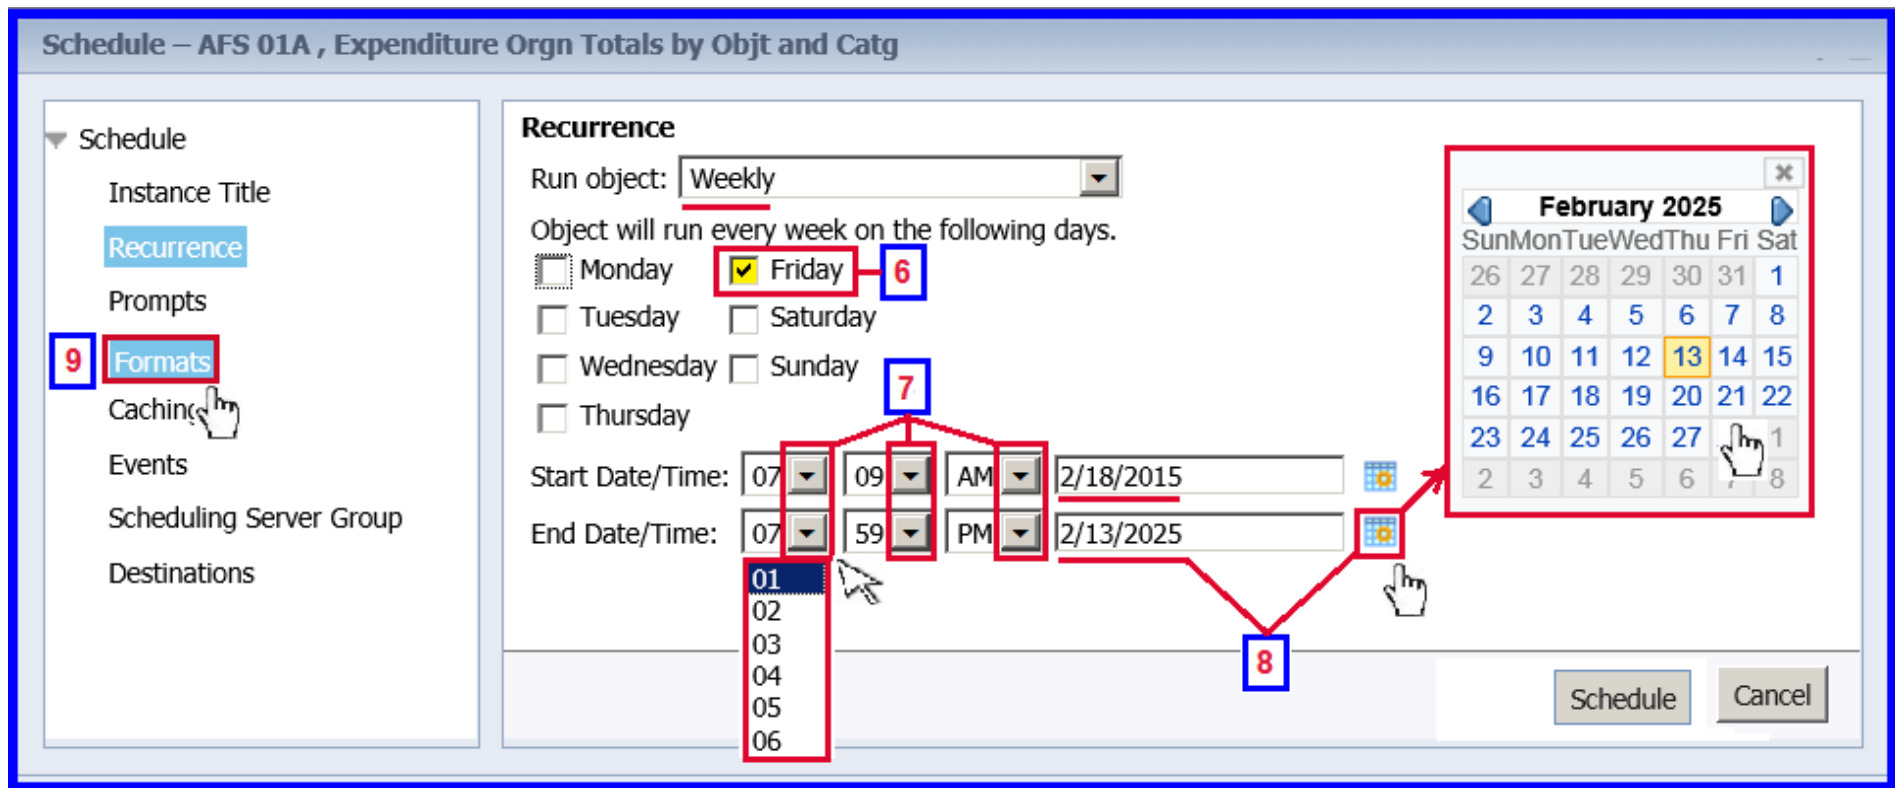 Schedule – AFS 01A , Expenditure Orgn Totals by Objt and Catg
Schedule
Instance Title
Recurrence
Prompts
9 Formats
Caching
Events
Scheduling Server Group
Destinations
Recurrence
Run object: Weekly
Object will run every week on the following days.
Monday Friday 6
Tuesday Saturday
Wednesday Sunday
Thursday
7
Start Date/Time: 07 09 AM 2/18/2015
End Date/Time: 07 59 PM 2/13/2025
01
02
03
04
05
06
8
February 2025
Sun Mon Tue Wed Thu Fri Sat
26 27 28 29 30 31 1
2 3 4 5 6 7 8
9 10 11 12 13 14 15
16 17 18 19 20 21 22
23 24 25 26 27 1
2 3 4 5 6 7 8
Schedule Cancel